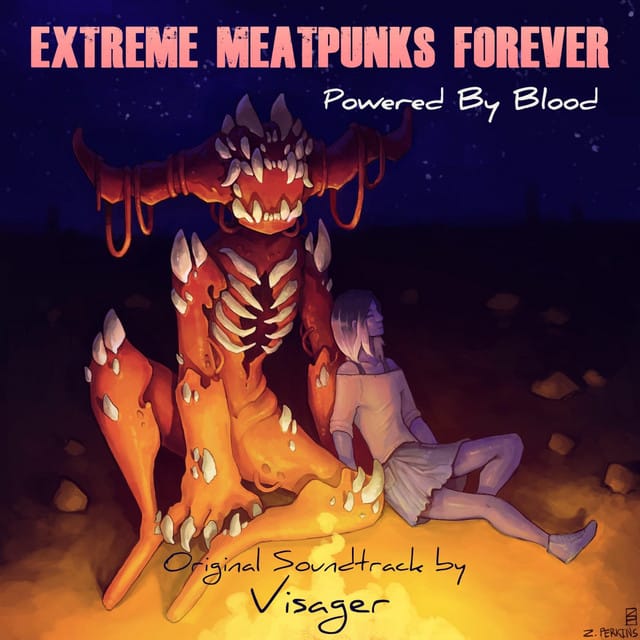 EXTREME MEATPUNKS FOREVER
Powered By Blood
Original Soundtrack by
Visager
Z. PERKINS